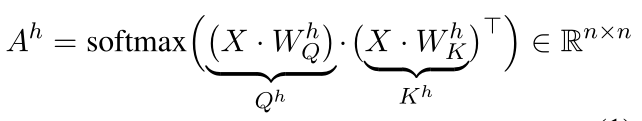 A^h = softmax((X · W_Q^h) · (X · W_K^h)^⊤) ∈ ℝ^{n×n}
Q^h K^h